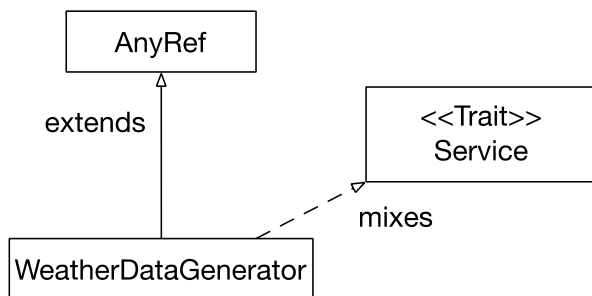 AnyRef
extends
<<Trait>>
Service
mixes
WeatherDataGenerator